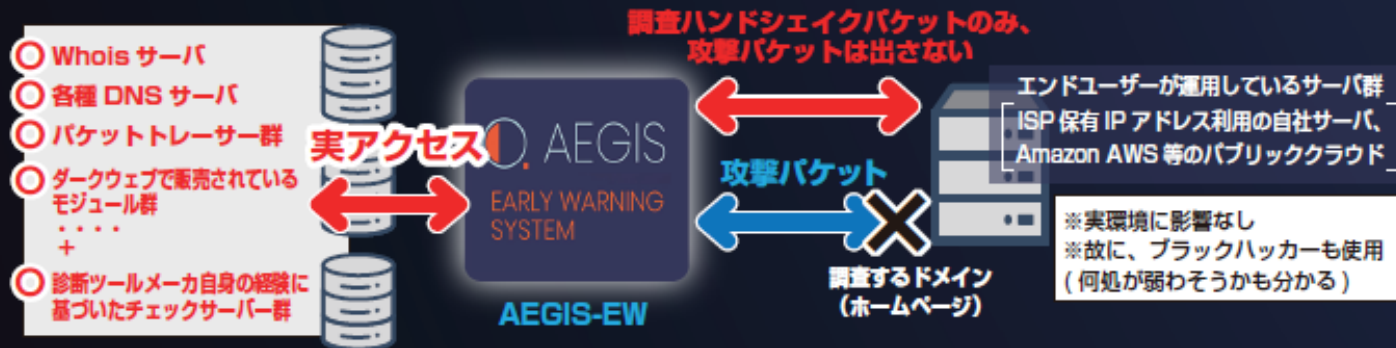 Whois サーバ
各種 DNS サーバ
パケットトレーサー群
ダークウェブで販売されている
モジュール群
・・・・
+
診断ツールメーカ自身の経験に
基づいたチェックサーバー群
実アクセス
AEGIS
EARLY WARNING
SYSTEM
AEGIS-EW
調査ハンドシェイクパケットのみ、
攻撃パケットは出さない
攻撃パケット
調査するドメイン
（ホームページ）
エンドユーザーが運用しているサーバ群
ISP 保有 IP アドレス利用の自社サーバ、
Amazon AWS 等のパブリッククラウド
※実環境に影響なし
※故に、ブラックハッカーも使用
( 何処が弱わそうかも分かる )